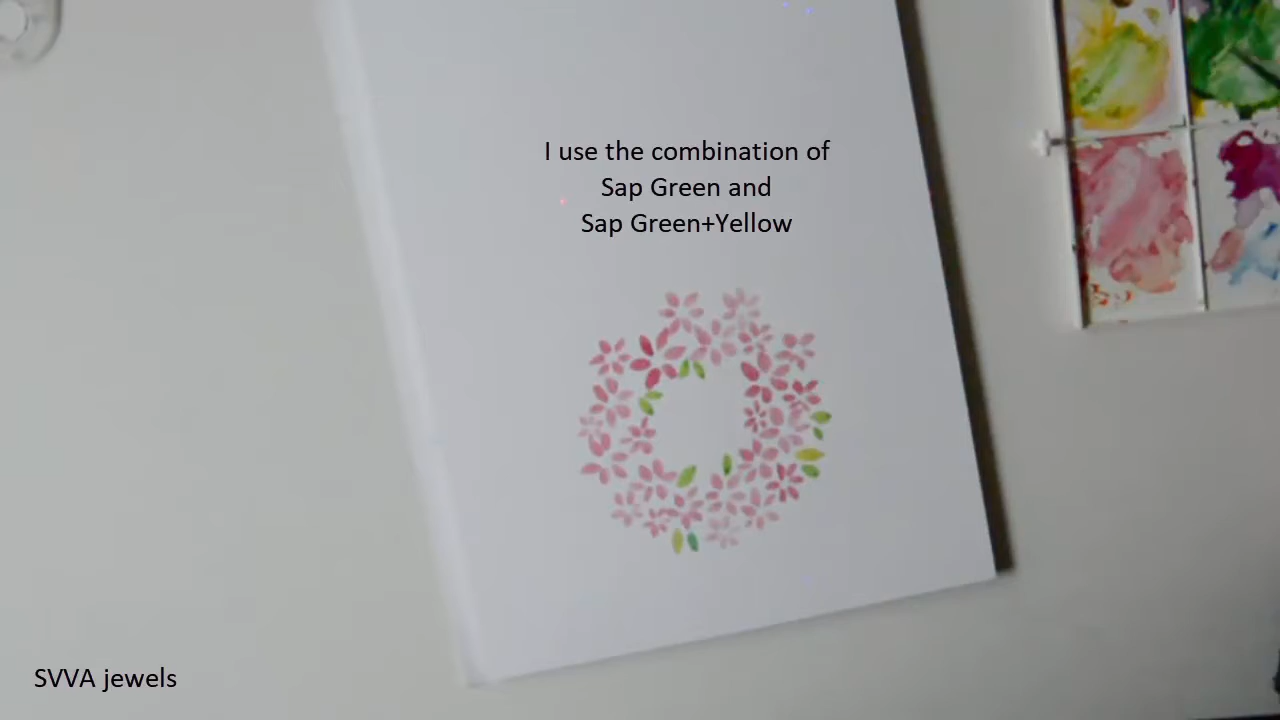 I use the combination of
Sap Green and
Sap Green+Yellow
SVVA jewels